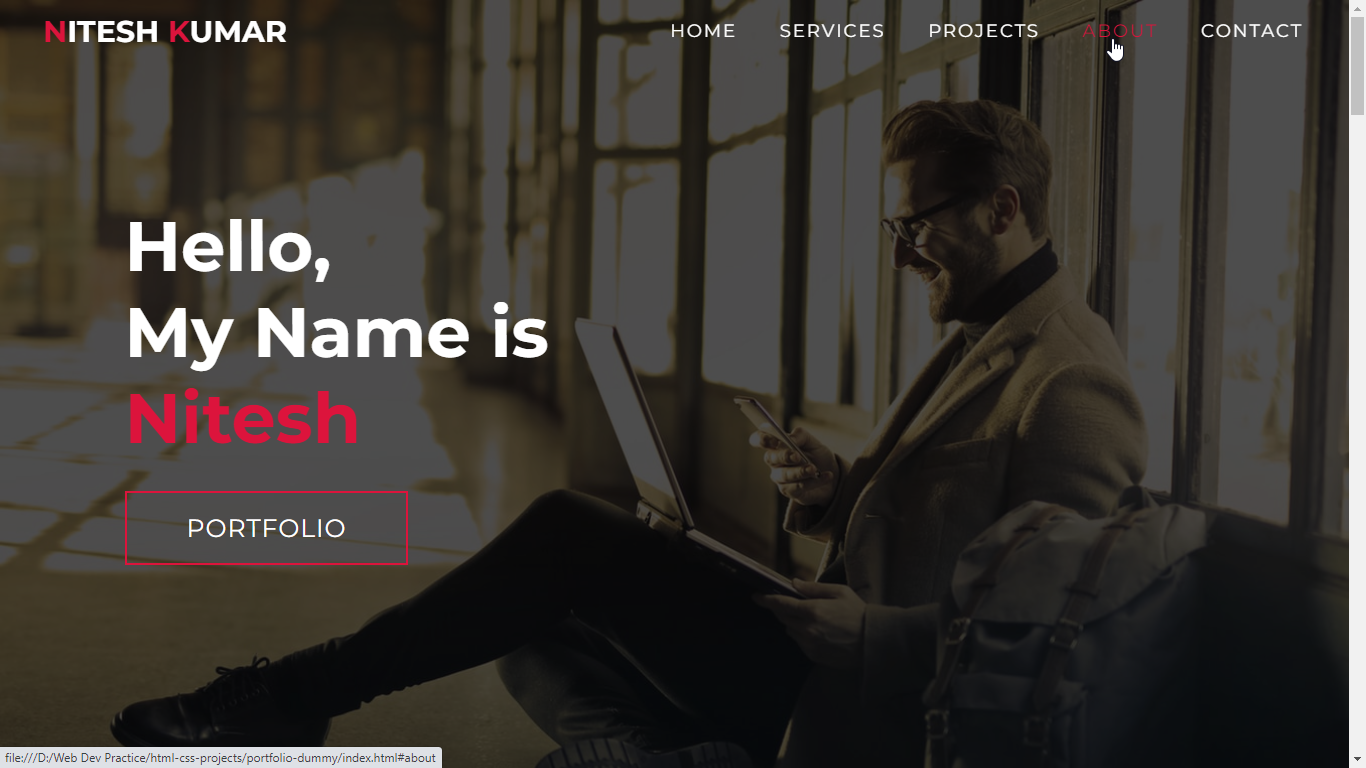 NITESH KUMAR
HOME SERVICES PROJECTS ABOUT CONTACT
Hello,
My Name is
Nitesh
PORTFOLIO
file:///D:/Web Dev Practice/html-css-projects/portfolio-dummy/index.html#about